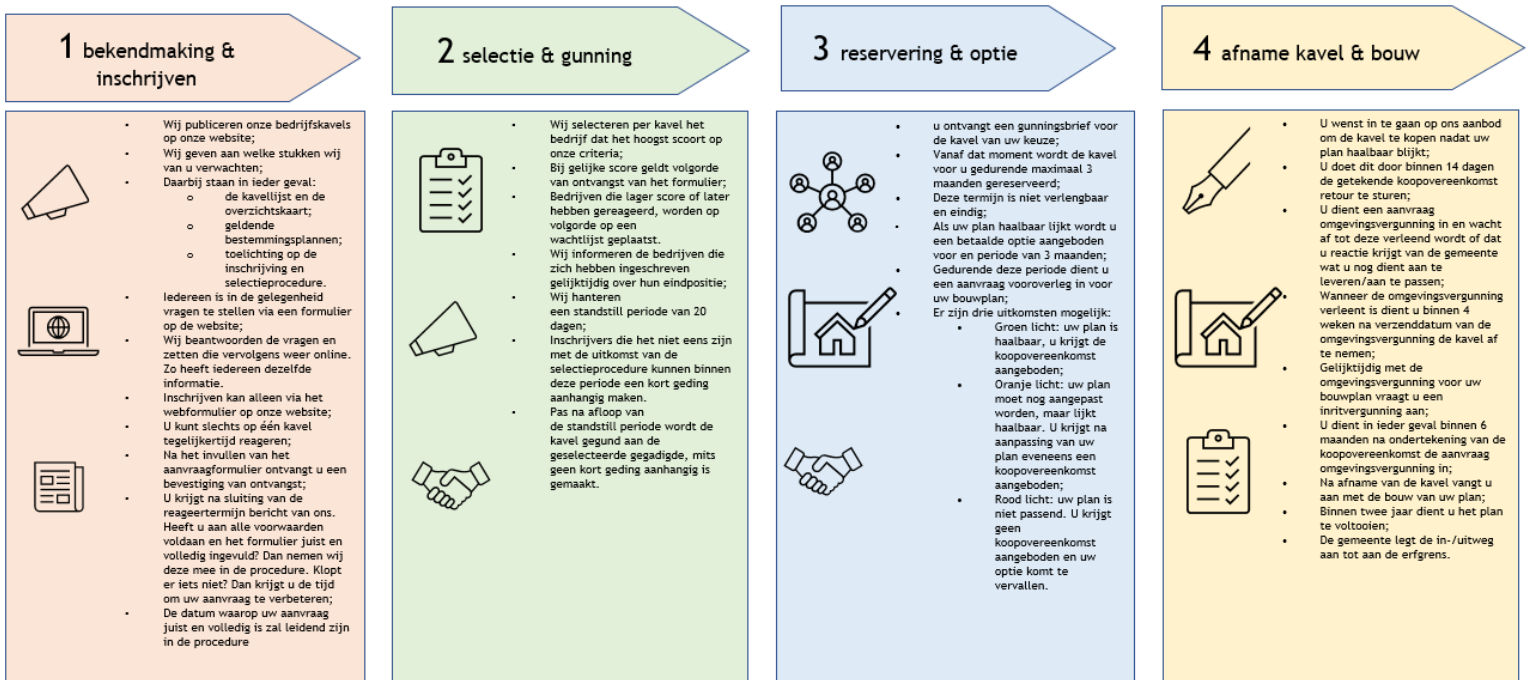 1 bekendmaking &
inschrijven
• Wij publiceren onze bedrijfskavels
op onze website;
• Wij geven aan welke stukken wij
van u verwachten;
• Daarbij staan in ieder geval:
o de kavellijst en de
overzichtskaart;
o geldende
bestemmingsplannen;
o toelichting op de
inschrijving en
selectieprocedure.
• Iedereen is in de gelegenheid
vragen te stellen via een formulier
op de website;
• Wij beantwoorden de vragen en
zetten die vervolgens weer online.
Zo heeft iedereen dezelfde
informatie.
• Inschrijven kan alleen via het
webformulier op onze website;
• U kunt slechts op één kavel
tegelijkertijd reageren;
• Na het invullen van het
aanvraagformulier ontvangt u een
bevestiging van ontvangst;
• U krijgt na sluiting van de
reageertermijn bericht van ons.
Heeft u aan alle voorwaarden
voldaan en het formulier juist en
volledig ingevuld? Dan nemen wij
deze mee in de procedure. Klopt
er iets niet? Dan krijgt u de tijd
om uw aanvraag te verbeteren;
• De datum waarop uw aanvraag
juist en volledig is zal leidend zijn
in de procedure
2 selectie & gunning
• Wij selecteren per kavel het
bedrijf dat het hoogst scoort op
onze criteria;
• Bij gelijke score geldt volgorde
van ontvangst van het formulier;
• Bedrijven die lager score of later
hebben gereageerd, worden op
volgorde op een
wachtlijst geplaatst.
• Wij informeren de bedrijven die
zich hebben ingeschreven
gelijktijdig over hun eindpositie;
• Wij hanteren
een standstill periode van 20
dagen;
• Inschrijvers die het niet eens zijn
met de uitkomst van de
selectieprocedure kunnen binnen
deze periode een kort geding
aanhangig maken.
• Pas na afloop van
de standstill periode wordt de
kavel gegund aan de
geselecteerde gegadigde, mits
geen kort geding aanhangig is
gemaakt.
3 reservering & optie
• u ontvangt een gunningsbrief voor
de kavel van uw keuze;
• Vanaf dat moment wordt de kavel
voor u gedurende maximaal 3
maanden gereserveerd;
• Deze termijn is niet verlengbaar
en eindig;
• Als uw plan haalbaar lijkt wordt u
een betaalde optie aangeboden
voor en periode van 3 maanden;
• Gedurende deze periode dient u
een aanvraag vooroverleg in voor
uw bouwplan;
• Er zijn drie uitkomsten mogelijk:
• Groen licht: uw plan is
haalbaar, u krijgt de
koopovereenkomst
aangeboden;
• Oranje licht: uw plan
moet nog aangepast
worden, maar lijkt
haalbaar. U krijgt na
aanpassing van uw
plan eveneens een
koopovereenkomst
aangeboden;
• Rood licht: uw plan is
niet passend. U krijgt
geen
koopovereenkomst
aangeboden en uw
optie komt te
vervallen.
4 afname kavel & bouw
• U wenst in te gaan op ons aanbod
om de kavel te kopen nadat uw
plan haalbaar blijkt;
• U doet dit door binnen 14 dagen
de getekende koopovereenkomst
retour te sturen;
• U dient een aanvraag
omgevingsvergunning in en wacht
af tot deze verleend wordt of dat
u reactie krijgt van de gemeente
wat u nog dient aan te
leveren/aan te passen;
• Wanneer de omgevingsvergunning
verleent is dient u binnen 4
weken na verzenddatum van de
omgevingsvergunning de kavel af
te nemen;
• Gelijktijdig met de
omgevingsvergunning voor uw
bouwplan vraagt u een
inritvergunning aan;
• U dient in ieder geval binnen 6
maanden na ondertekening van de
koopovereenkomst de aanvraag
omgevingsvergunning in;
• Na afname van de kavel vangt u
aan met de bouw van uw plan;
• Binnen twee jaar dient u het plan
te voltooien;
• De gemeente legt de in-/uitweg
aan tot aan de erfgrens.